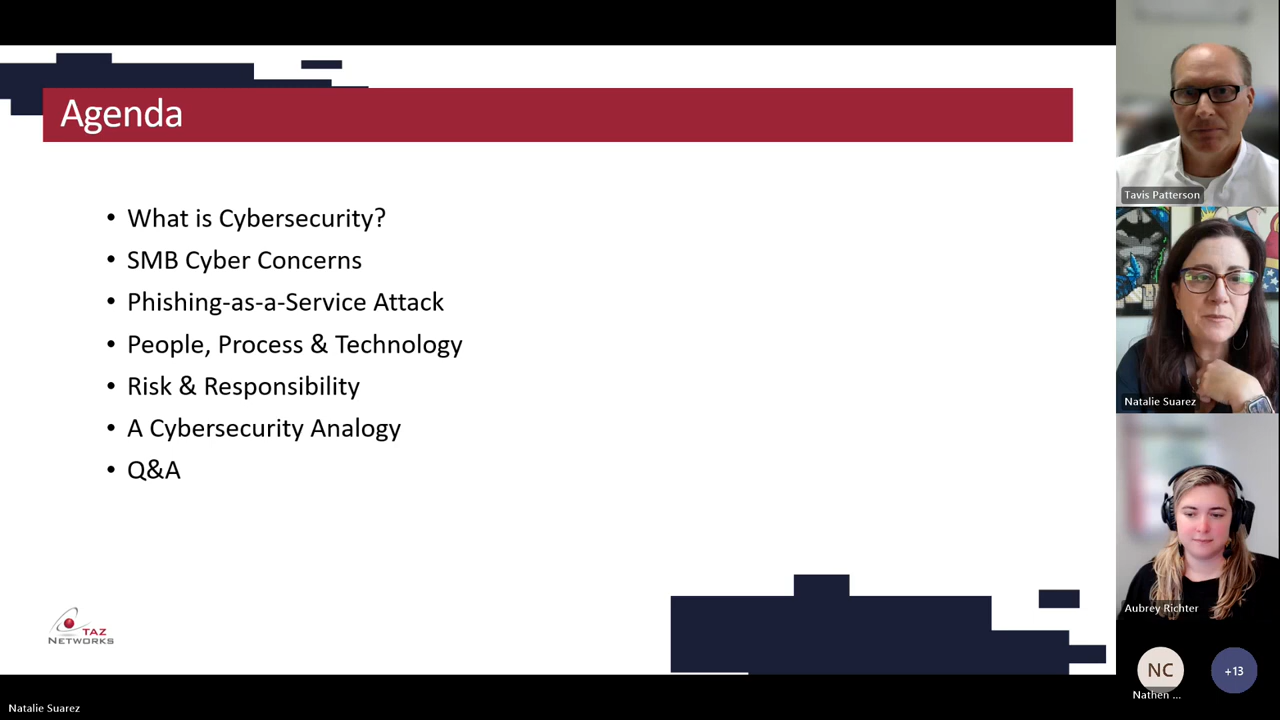 Agenda
• What is Cybersecurity?
• SMB Cyber Concerns
• Phishing-as-a-Service Attack
• People, Process & Technology
• Risk & Responsibility
• A Cybersecurity Analogy
• Q&A
TAZ
NETWORKS
Tavis Patterson
Natalie Suarez
Aubrey Richter
NC
+13
Nathen ...
Natalie Suarez